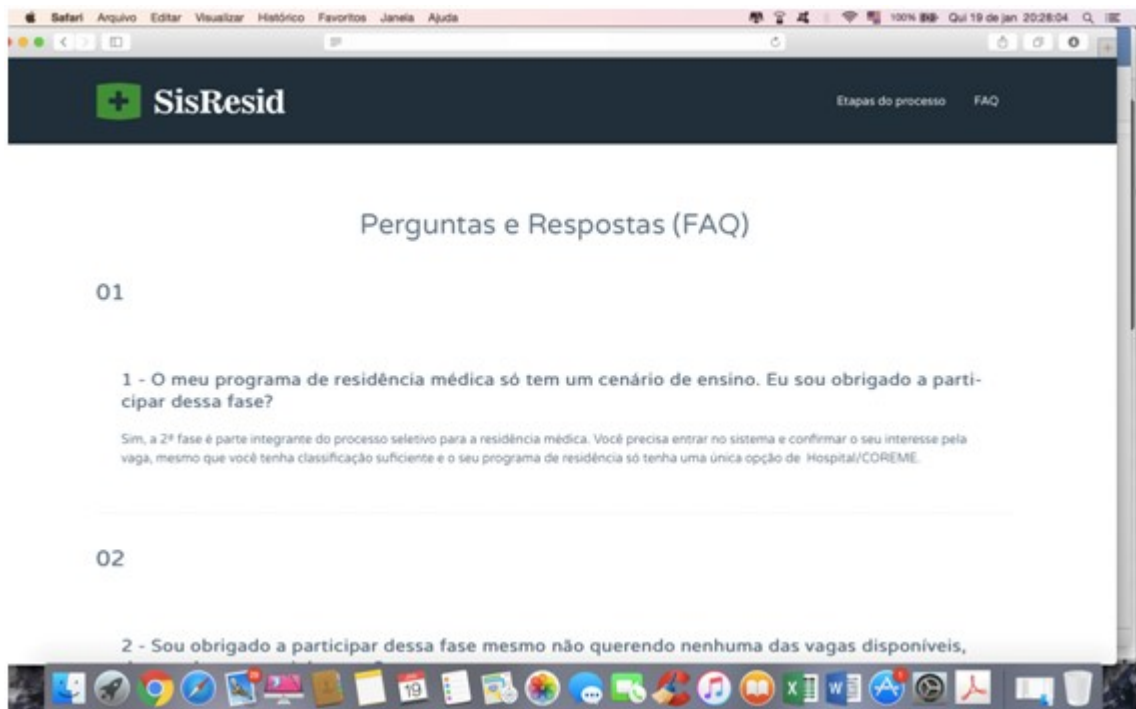 Safari Arquivo Editar Visualizar Histórico Favoritos Janela Ajuda 100% Qui 19 de jan 20:28:04
SisResid
Etapas do processo FAQ
Perguntas e Respostas (FAQ)
01
1 - O meu programa de residência médica só tem um cenário de ensino. Eu sou obrigado a parti-
cipar dessa fase?
Sim, a 2ª fase é parte integrante do processo seletivo para a residência médica. Você precisa entrar no sistema e confirmar o seu interesse pela
vaga, mesmo que você tenha classificação suficiente e o seu programa de residência só tenha uma única opção de Hospital/COREME.
02
2 - Sou obrigado a participar dessa fase mesmo não querendo nenhuma das vagas disponíveis,
19